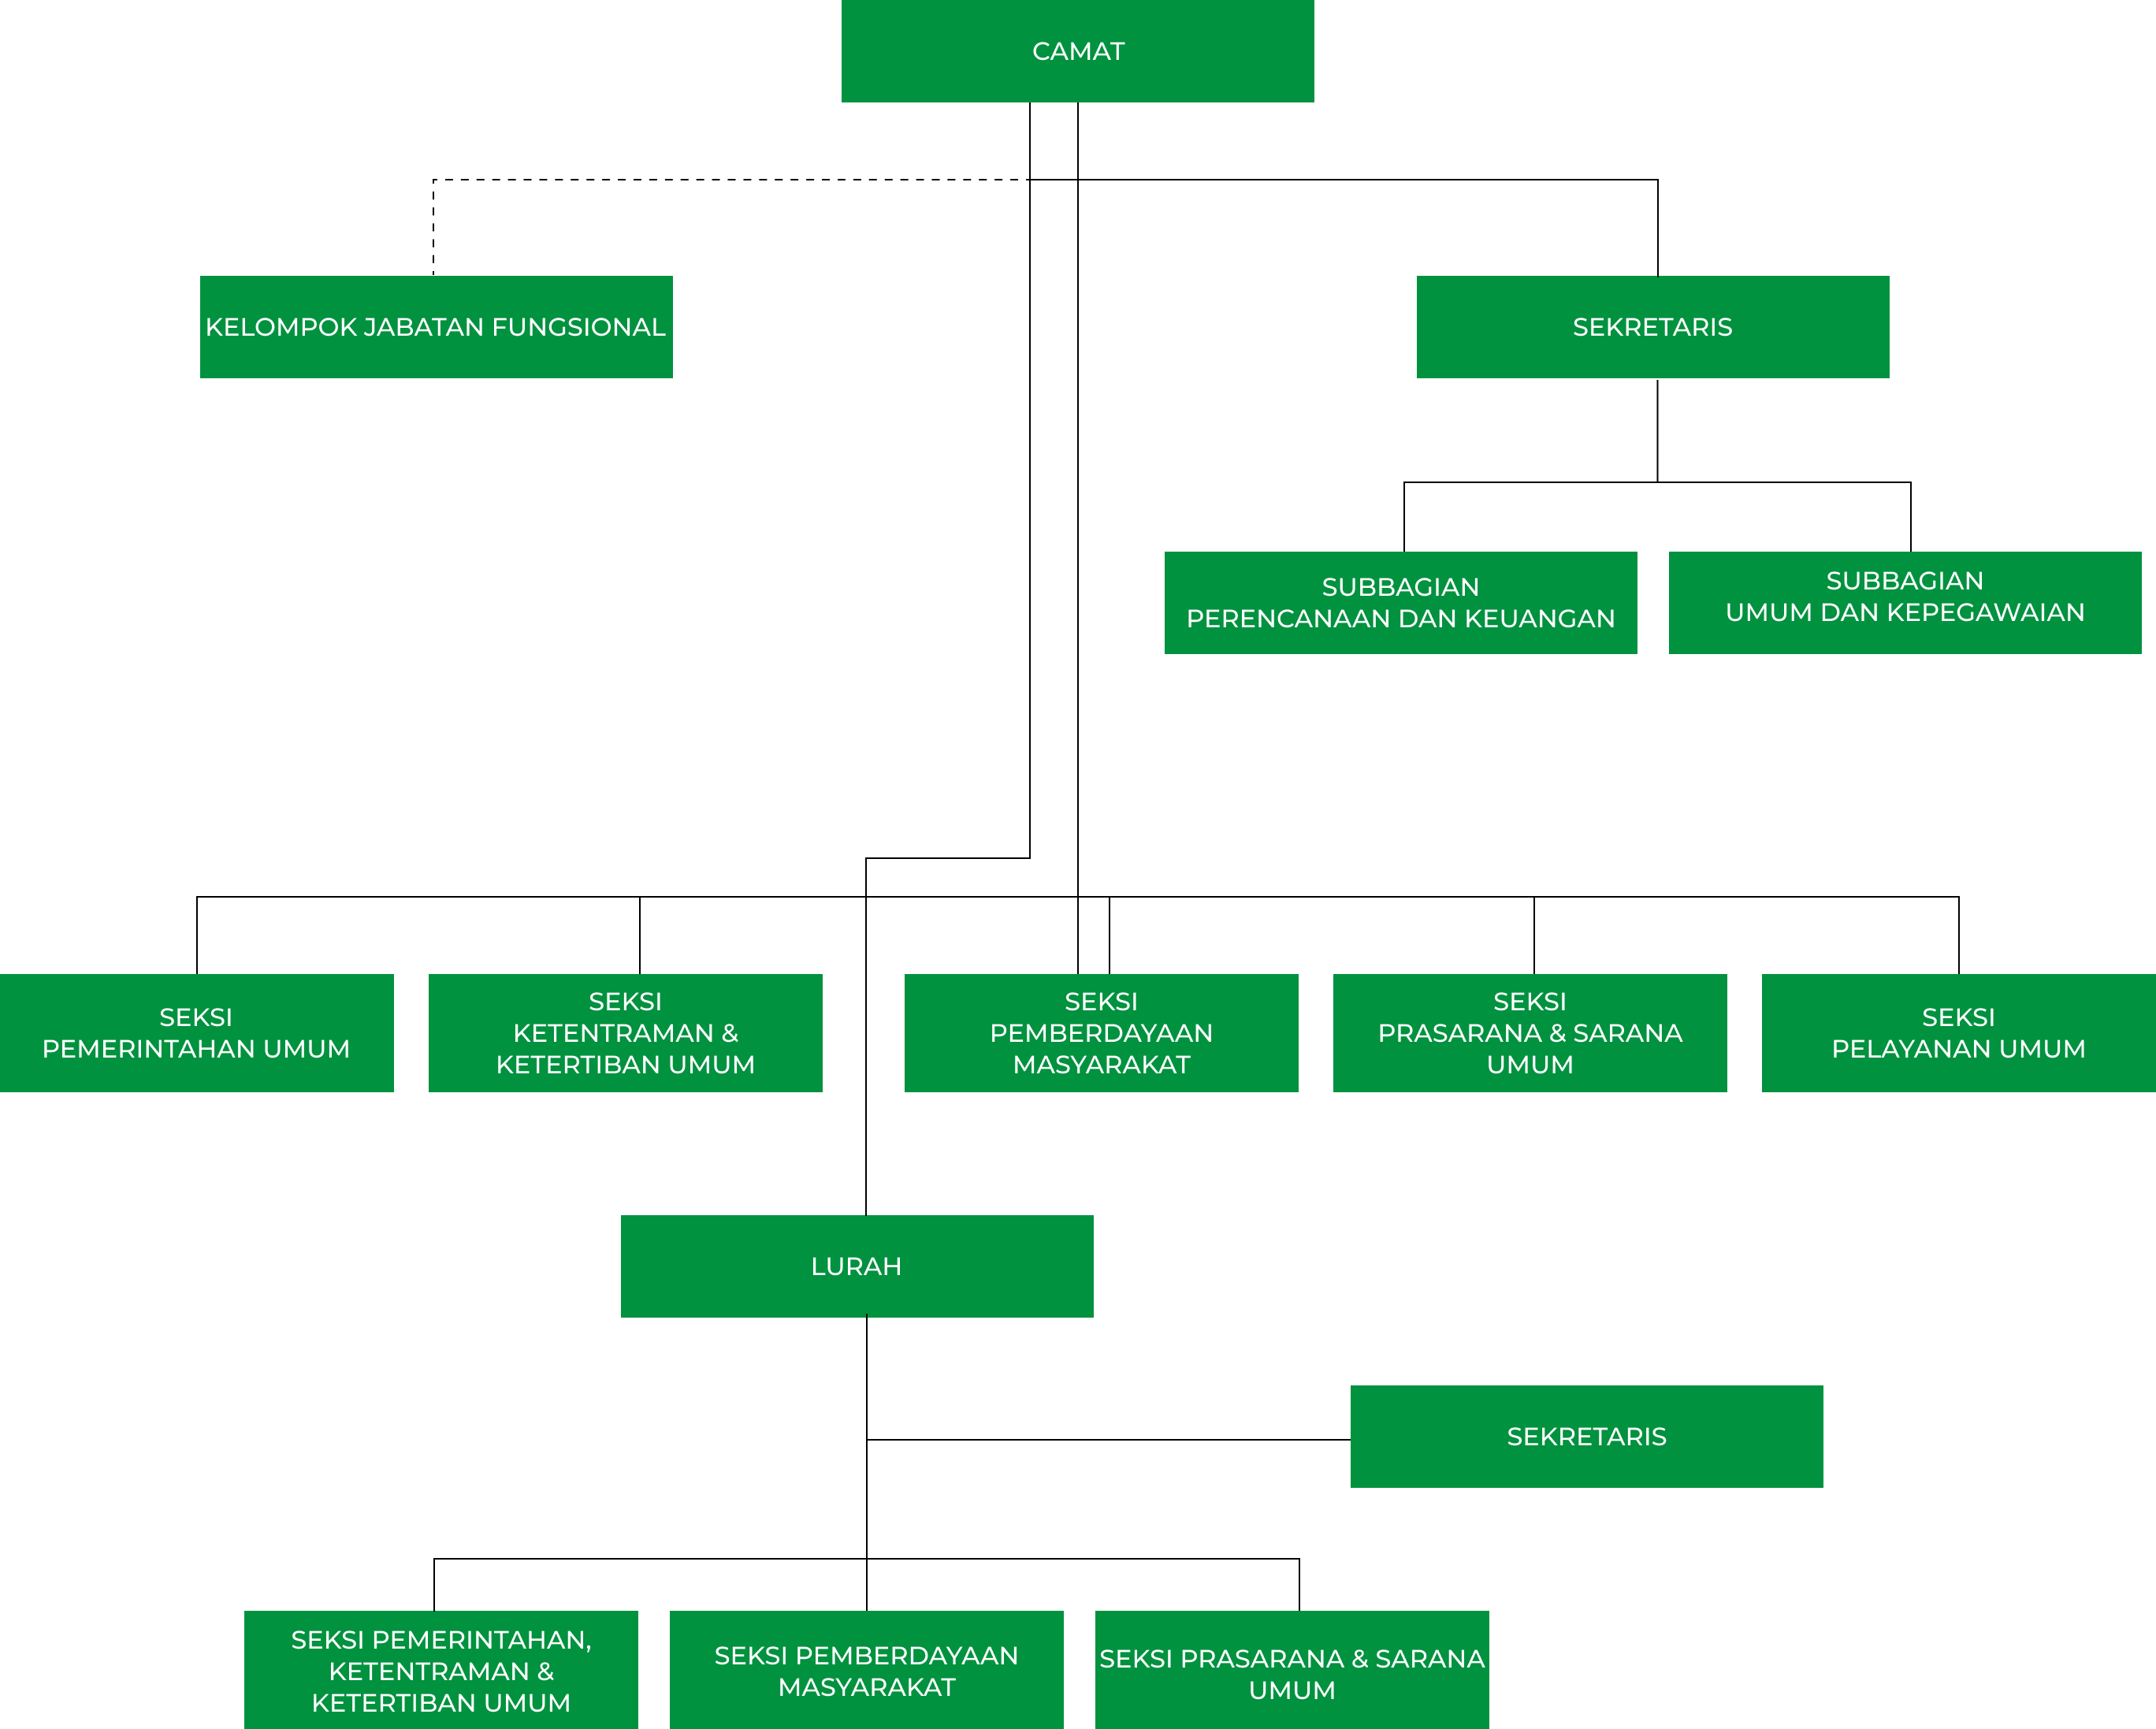 CAMAT
KELOMPOK JABATAN FUNGSIONAL
SEKRETARIS
SUBBAGIAN
PERENCANAAN DAN KEUANGAN
SUBBAGIAN
UMUM DAN KEPEGAWAIAN
SEKSI
PEMERINTAHAN UMUM
SEKSI
KETENTRAMAN &
KETERTIBAN UMUM
SEKSI
PEMBERDAYAAN
MASYARAKAT
SEKSI
PRASARANA & SARANA
UMUM
SEKSI
PELAYANAN UMUM
LURAH
SEKRETARIS
SEKSI PEMERINTAHAN,
KETENTRAMAN &
KETERTIBAN UMUM
SEKSI PEMBERDAYAAN
MASYARAKAT
SEKSI PRASARANA & SARANA
UMUM